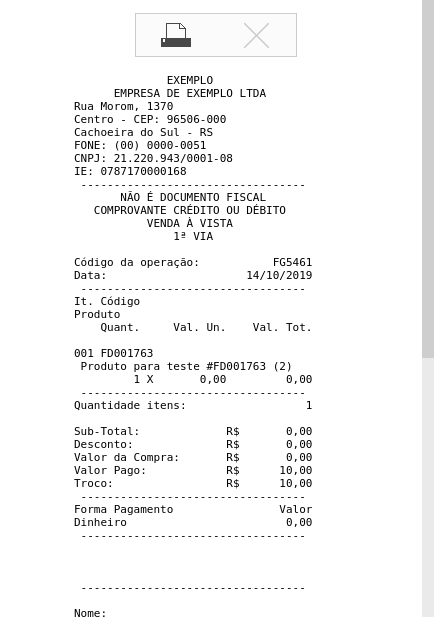 EXEMPLO
EMPRESA DE EXEMPLO LTDA
Rua Morom, 1370
Centro - CEP: 96506-000
Cachoeira do Sul - RS
FONE: (00) 0000-0051
CNPJ: 21.220.943/0001-08
IE: 0787170000168
----------------------------------
NÃO É DOCUMENTO FISCAL
COMPROVANTE CRÉDITO OU DÉBITO
VENDA À VISTA
1ª VIA
Código da operação: FG5461
Data: 14/10/2019
----------------------------------
It. Código
Produto
Quant. Val. Un. Val. Tot.
001 FD001763
Produto para teste #FD001763 (2)
1 X 0,00 0,00
----------------------------------
Quantidade itens: 1
Sub-Total: R$ 0,00
Desconto: R$ 0,00
Valor da Compra: R$ 0,00
Valor Pago: R$ 10,00
Troco: R$ 10,00
----------------------------------
Forma Pagamento Valor
Dinheiro 0,00
----------------------------------
----------------------------------
Nome: